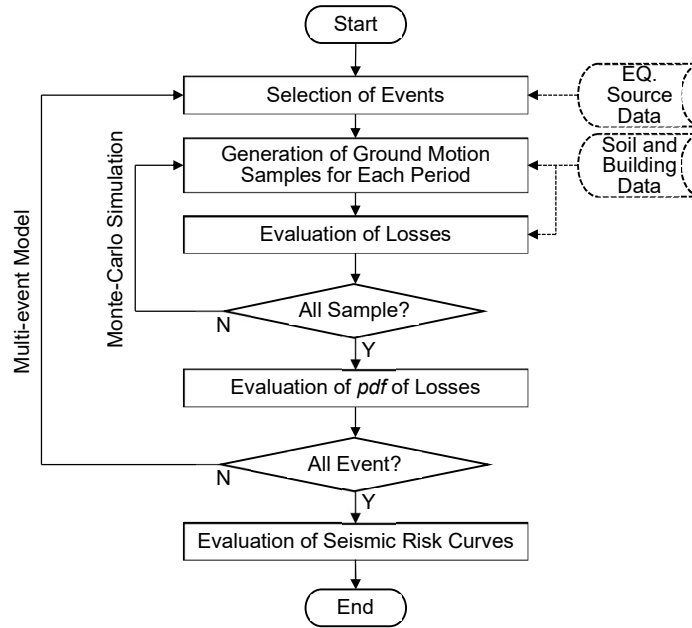 Start
Selection of Events
EQ.
Source
Data
Generation of Ground Motion
Samples for Each Period
Soil and
Building
Data
Evaluation of Losses
All Sample?
N
Y
Monte-Carlo Simulation
Multi-event Model
Evaluation of pdf of Losses
All Event?
N
Y
Evaluation of Seismic Risk Curves
End